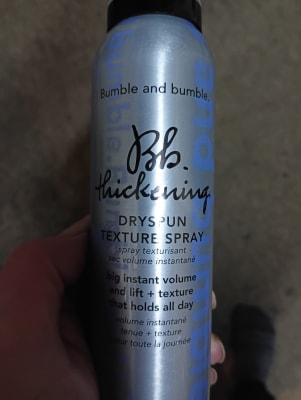 Bumble and bumble.
Bb.
thickening
DRYSPUN
TEXTURE SPRAY
spray texturisant
sec volume instantané
big instant volume
and lift + texture
that holds all day
volume instantané
tenue + texture
pour toute la journée